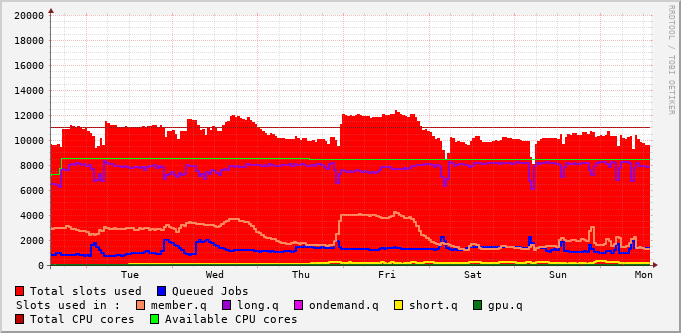 20000
18000
16000
14000
12000
10000
8000
6000
4000
2000
0
Tue Wed Thu Fri Sat Sun Mon
RRDTOOL / TOBI OETIKER
Total slots used Queued Jobs
Slots used in : member.q long.q ondemand.q short.q gpu.q
Total CPU cores Available CPU cores